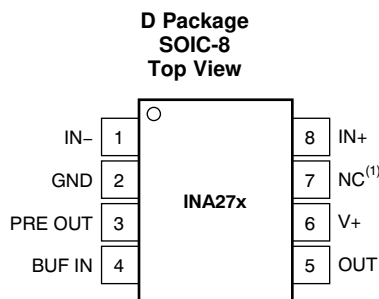 D Package
SOIC-8
Top View
IN− 1 8 IN+
GND 2 7 NC(1)
INA27x
PRE OUT 3 6 V+
BUF IN 4 5 OUT